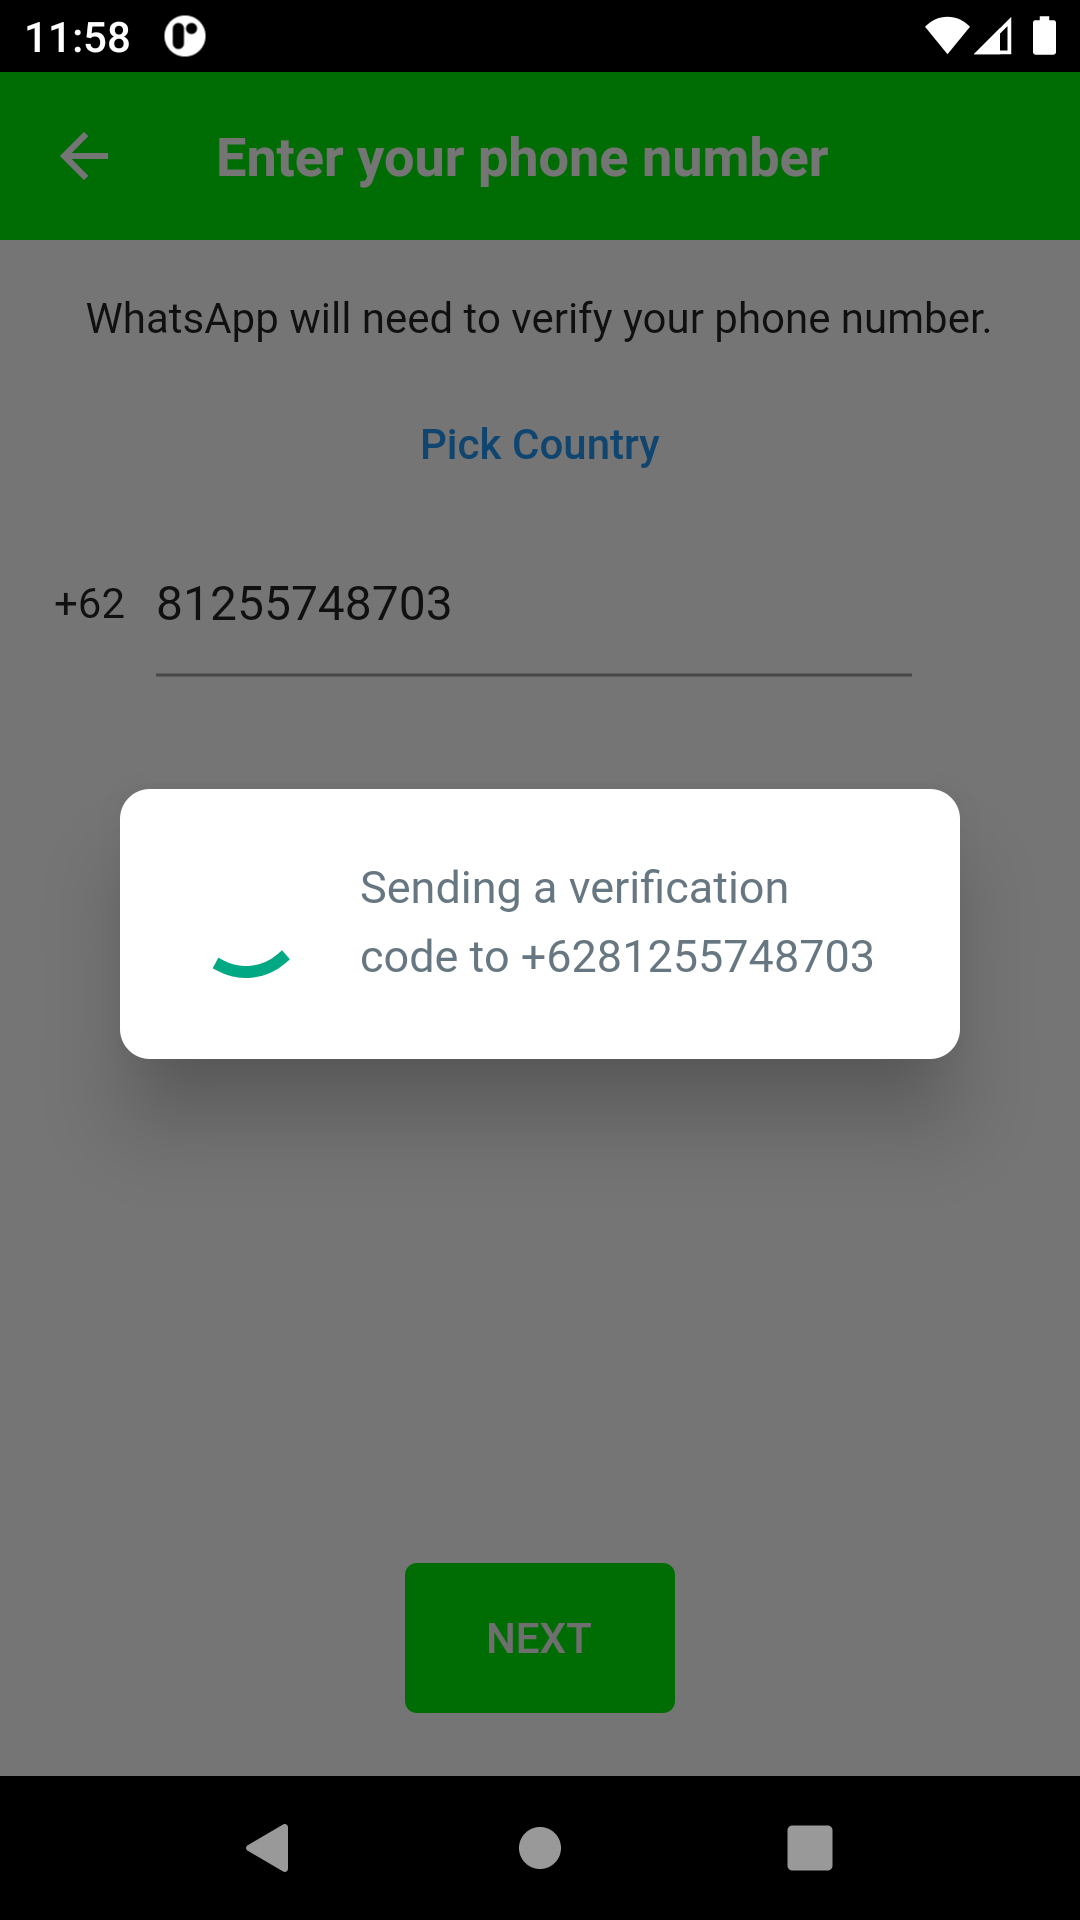 11:58
Enter your phone number
WhatsApp will need to verify your phone number.
Pick Country
+62 81255748703
Sending a verification
code to +6281255748703
NEXT